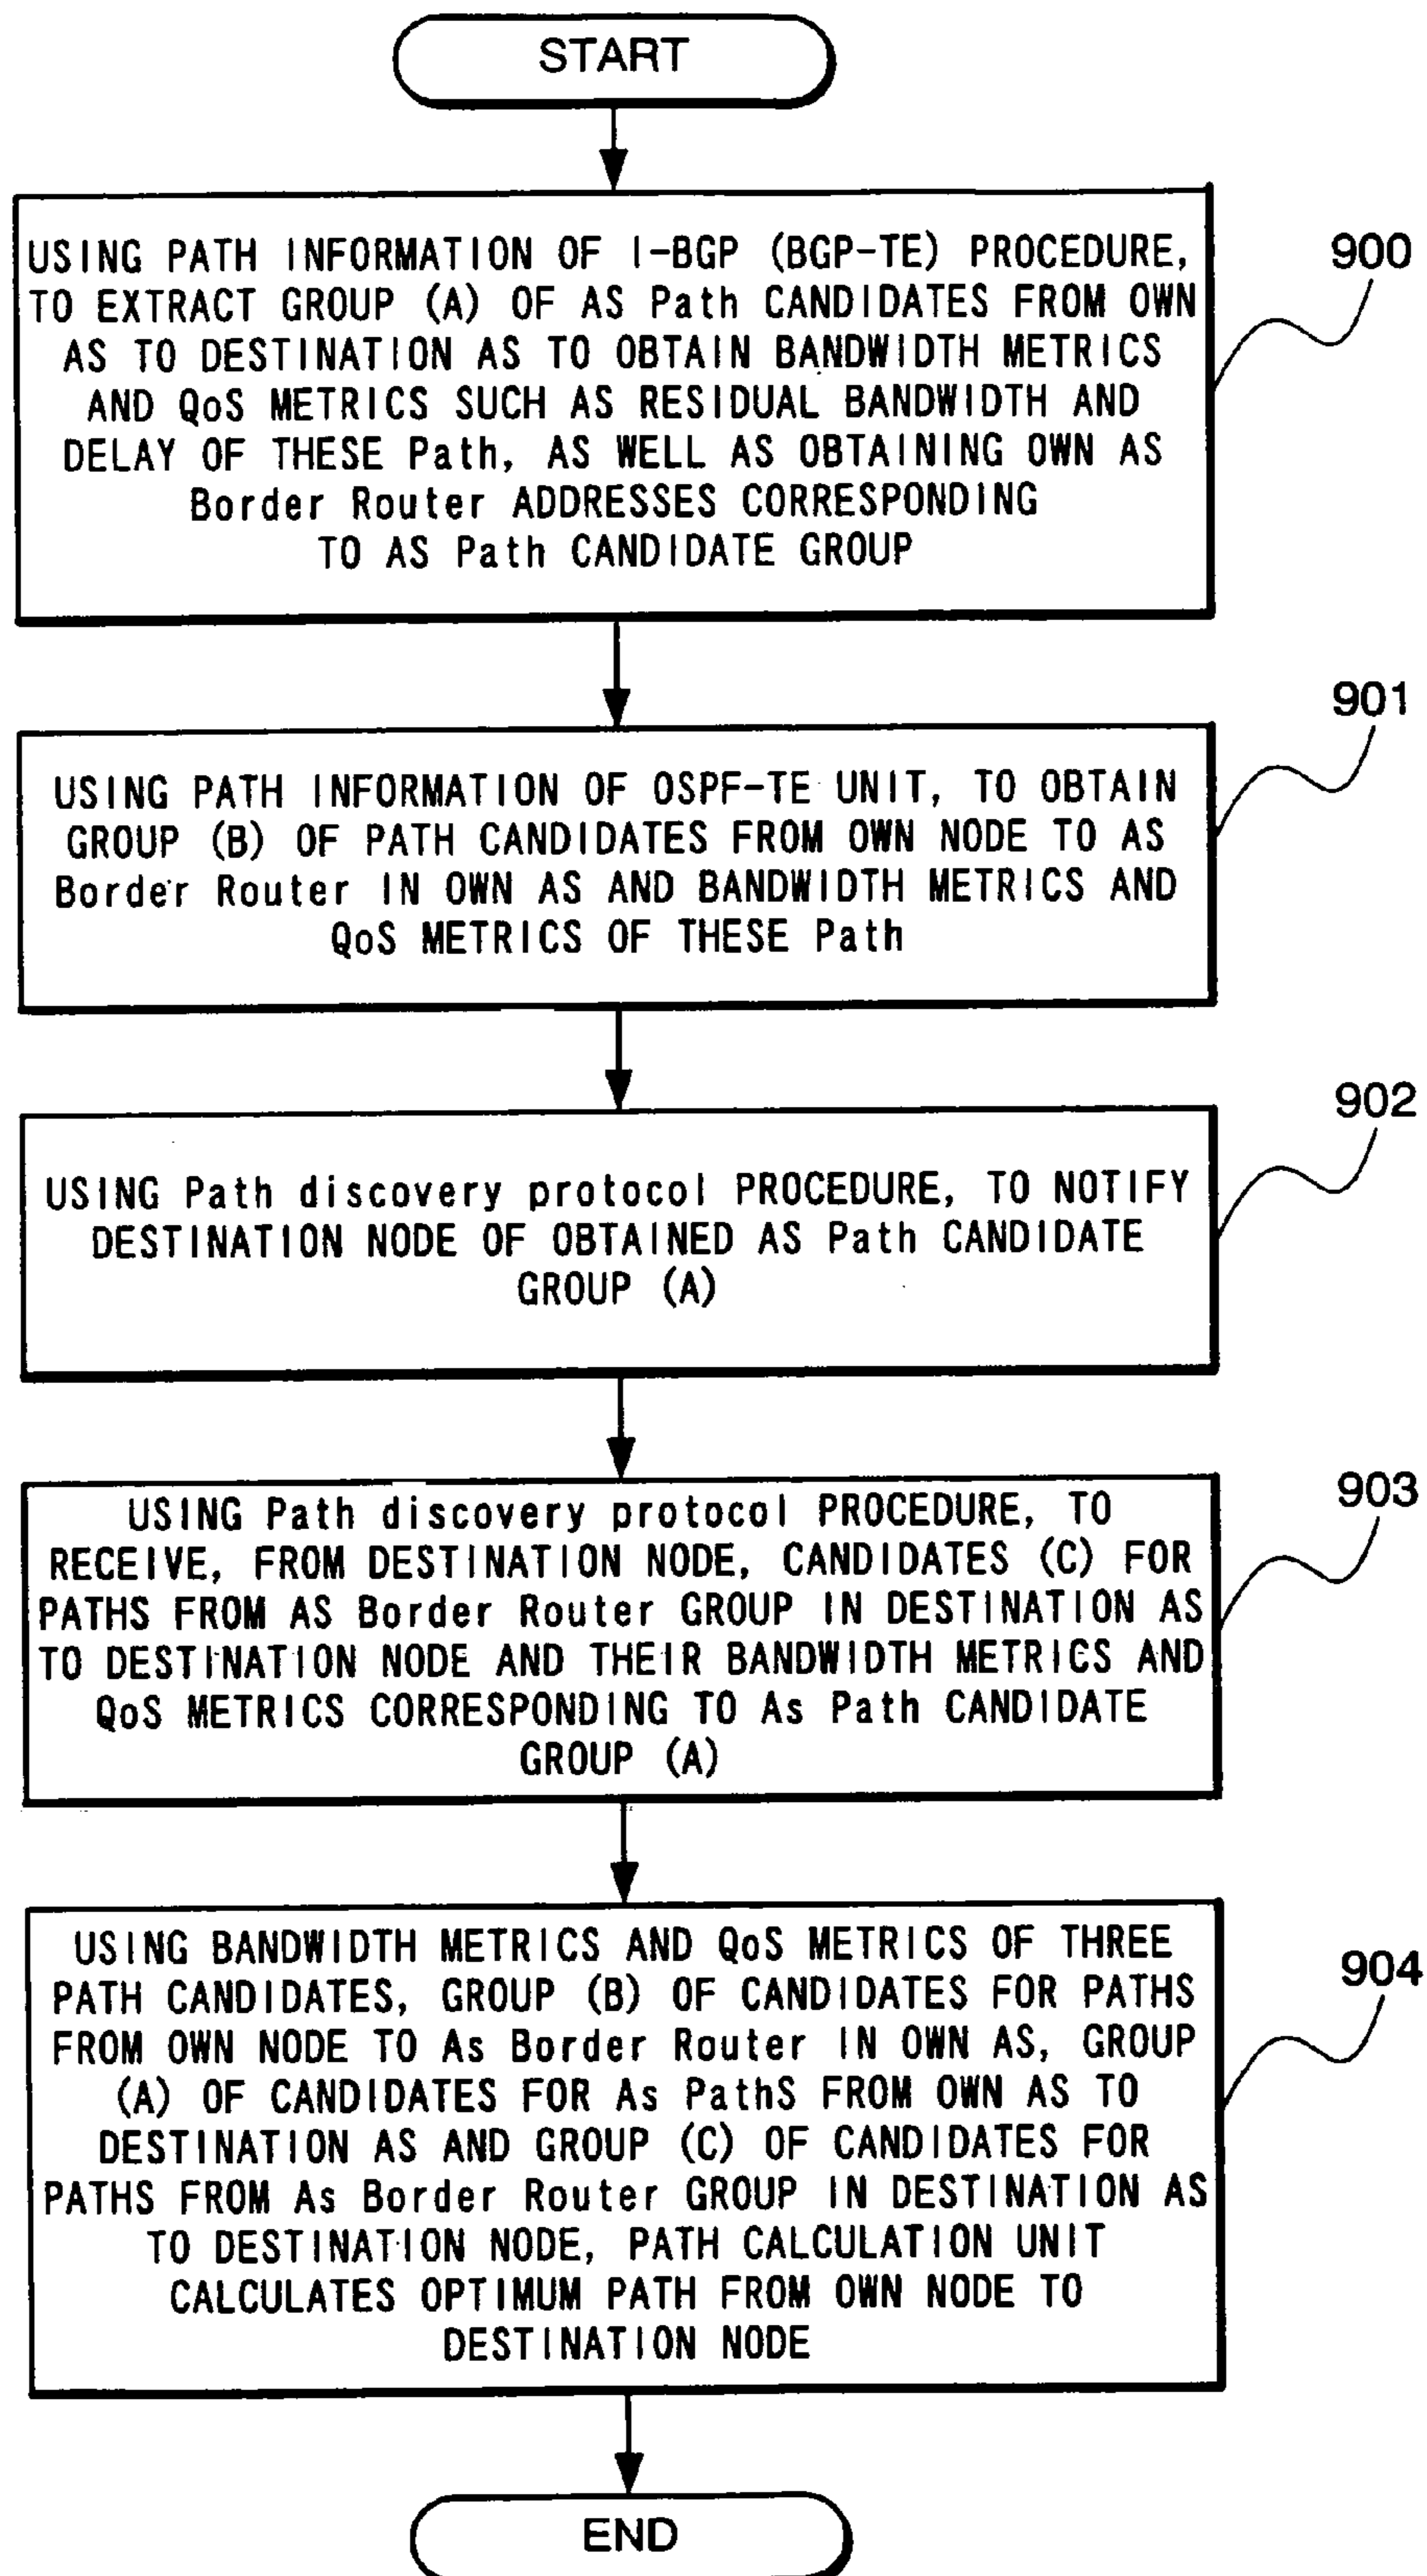 START
USING PATH INFORMATION OF I-BGP (BGP-TE) PROCEDURE,
TO EXTRACT GROUP (A) OF AS Path CANDIDATES FROM OWN
AS TO DESTINATION AS TO OBTAIN BANDWIDTH METRICS
AND QoS METRICS SUCH AS RESIDUAL BANDWIDTH AND
DELAY OF THESE Path, AS WELL AS OBTAINING OWN AS
Border Router ADDRESSES CORRESPONDING
TO AS Path CANDIDATE GROUP
900
USING PATH INFORMATION OF OSPF-TE UNIT, TO OBTAIN
GROUP (B) OF PATH CANDIDATES FROM OWN NODE TO AS
Border Router IN OWN AS AND BANDWIDTH METRICS AND
QoS METRICS OF THESE Path
901
USING Path discovery protocol PROCEDURE, TO NOTIFY
DESTINATION NODE OF OBTAINED AS Path CANDIDATE
GROUP (A)
902
USING Path discovery protocol PROCEDURE, TO
RECEIVE, FROM DESTINATION NODE, CANDIDATES (C) FOR
PATHS FROM AS Border Router GROUP IN DESTINATION AS
TO DESTINATION NODE AND THEIR BANDWIDTH METRICS AND
QoS METRICS CORRESPONDING TO As Path CANDIDATE
GROUP (A)
903
USING BANDWIDTH METRICS AND QoS METRICS OF THREE
PATH CANDIDATES, GROUP (B) OF CANDIDATES FOR PATHS
FROM OWN NODE TO As Border Router IN OWN AS, GROUP
(A) OF CANDIDATES FOR As PathS FROM OWN AS TO
DESTINATION AS AND GROUP (C) OF CANDIDATES FOR
PATHS FROM As Border Router GROUP IN DESTINATION AS
TO DESTINATION NODE, PATH CALCULATION UNIT
CALCULATES OPTIMUM PATH FROM OWN NODE TO
DESTINATION NODE
904
END